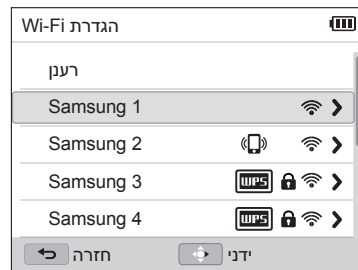 הגדרת Wi-Fi
רענן
Samsung 1
Samsung 2
Samsung 3 WPS
Samsung 4 WPS
חזרה ידני